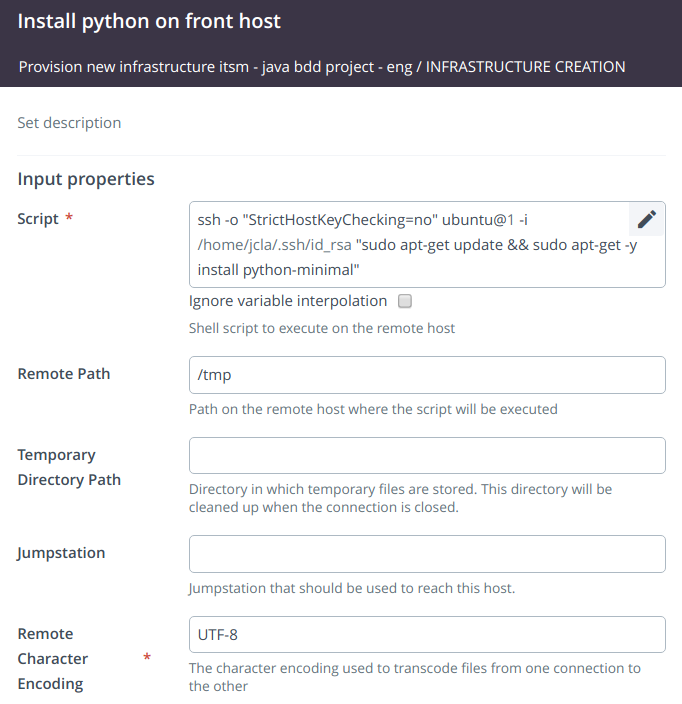 Install python on front host
Provision new infrastructure itsm - java bdd project - eng / INFRASTRUCTURE CREATION
Set description
Input properties
Script *
ssh -o "StrictHostKeyChecking=no" ubuntu@1 -i
/home/jcla/.ssh/id_rsa "sudo apt-get update && sudo apt-get -y
install python-minimal"
Ignore variable interpolation
Shell script to execute on the remote host
Remote Path
/tmp
Path on the remote host where the script will be executed
Temporary
Directory Path
Directory in which temporary files are stored. This directory will be
cleaned up when the connection is closed.
Jumpstation
Jumpstation that should be used to reach this host.
Remote
Character *
Encoding
UTF-8
The character encoding used to transcode files from one connection to
the other